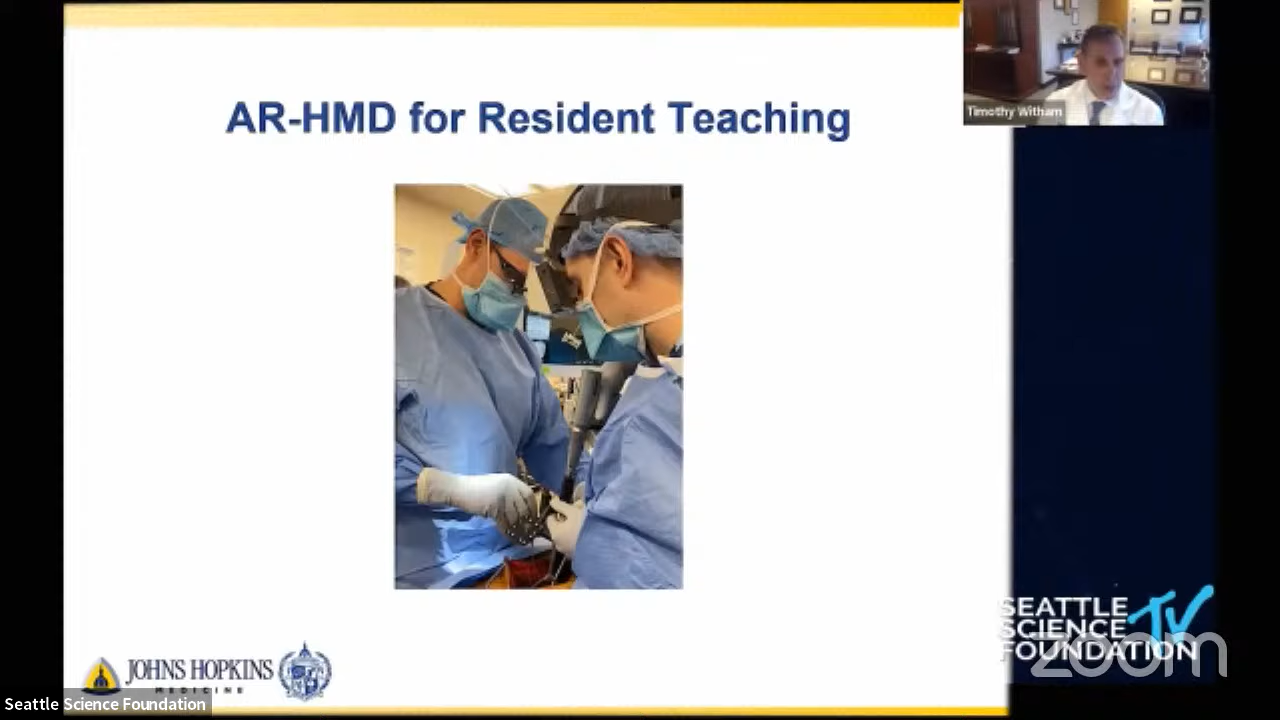 AR-HMD for Resident Teaching
Timothy Witham
JOHNS HOPKINS
MEDICINE
SEATTLE
SCIENCE
FOUNDATION
TV
zoom
Seattle Science Foundation